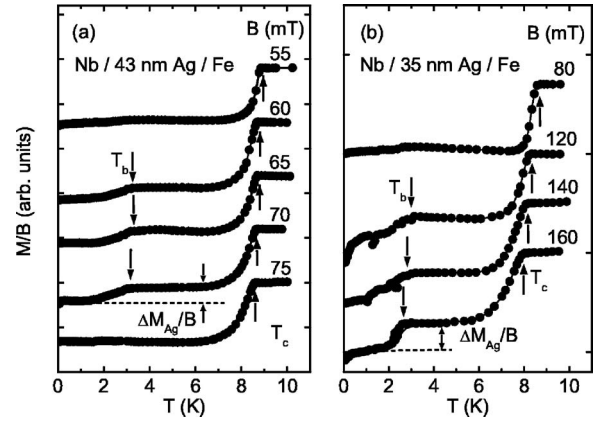 (a) B (mT)
55
Nb / 43 nm Ag / Fe
60
65
T_b
70
75
ΔM_Ag/B
T_c
0 2 4 6 8 10
T (K)
M/B (arb. units)
(b) B (mT)
80
Nb / 35 nm Ag / Fe
120
T_b
140
160
T_c
ΔM_Ag/B
0 2 4 6 8 10
T (K)